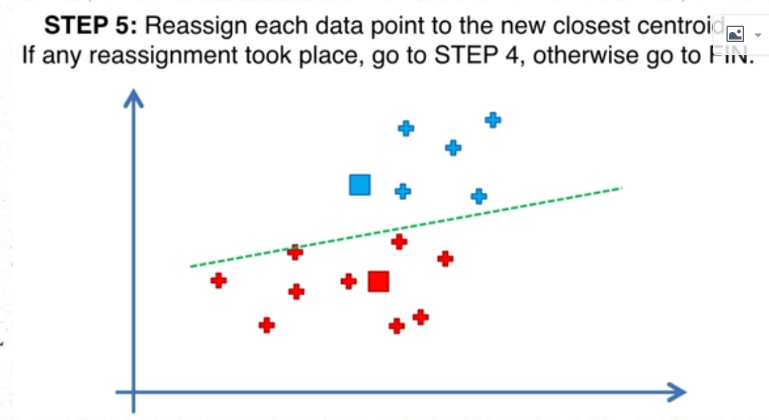 STEP 5: Reassign each data point to the new closest centroid.
If any reassignment took place, go to STEP 4, otherwise go to FIN.